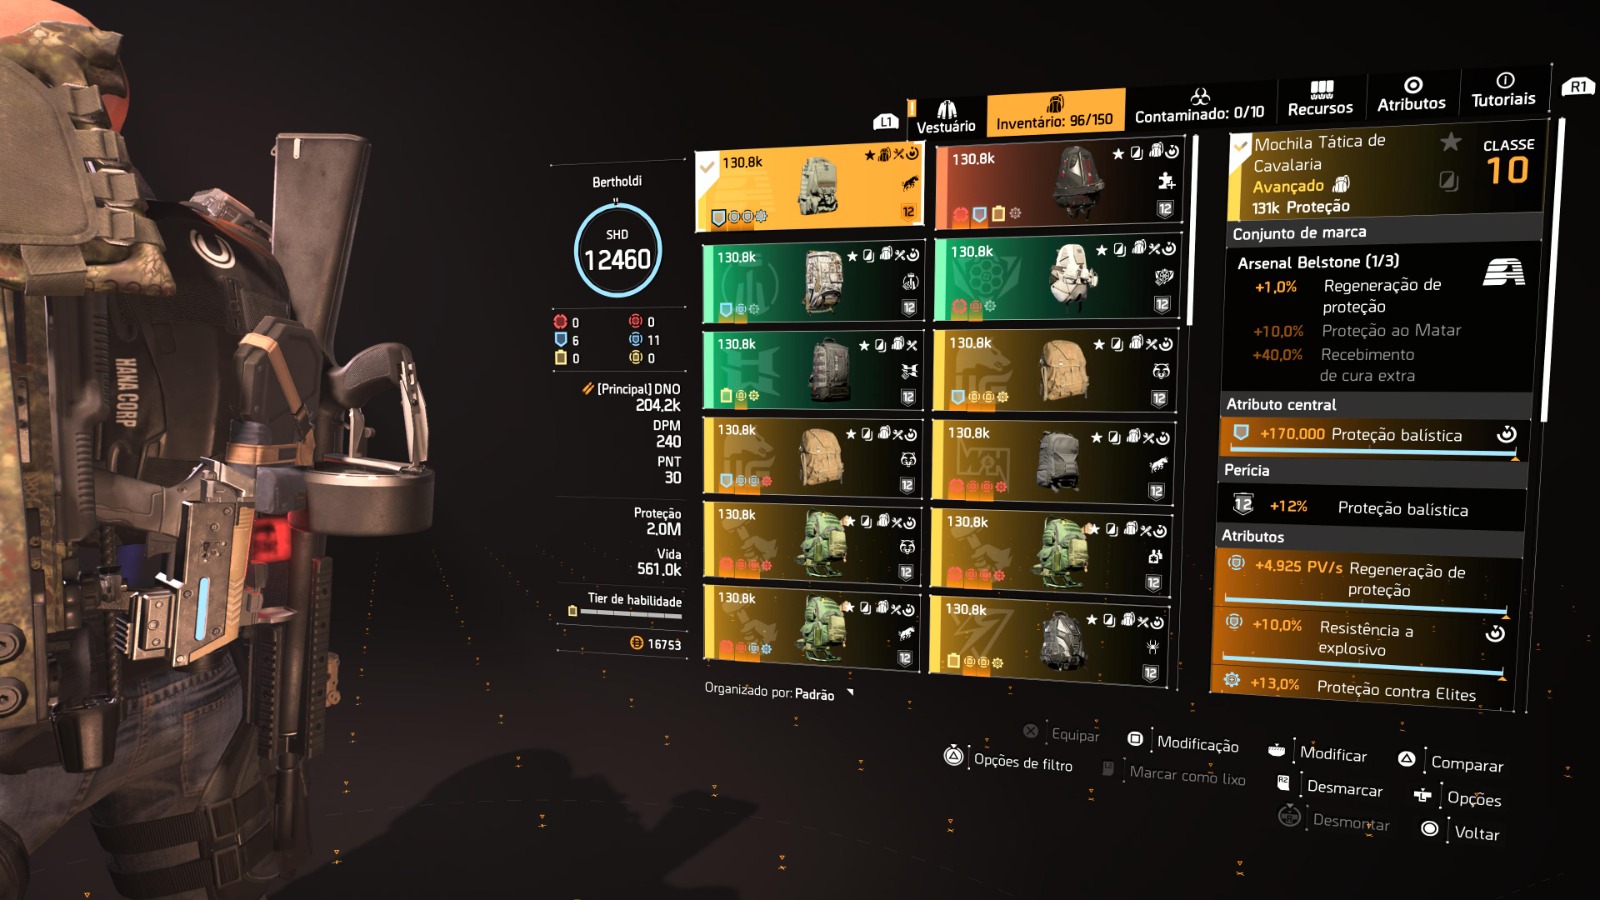 L1
Vestuário
Inventário: 96/150
Contaminado: 0/10
Recursos
Atributos
Tutoriais
R1
Bertholdi
SHD
12460
0
0
6
11
0
0
[Principal] DNO
204.2k
DPM
240
PNT
30
Proteção
2,0M
Vida
561,0k
Tier de habilidade
16753
130,8k
12
130,8k
12
130,8k
12
130,8k
12
130,8k
12
130,8k
12
130,8k
12
130,8k
12
130,8k
12
130,8k
12
130,8k
12
130,8k
12
Organizado por: Padrão
Mochila Tática de
Cavalaria
Avançado
131k Proteção
CLASSE
10
Conjunto de marca
Arsenal Belstone (1/3)
+1,0% Regeneração de
proteção
+10,0% Proteção ao Matar
+40,0% Recebimento
de cura extra
Atributo central
+170.000 Proteção balística
Perícia
12 +12% Proteção balística
Atributos
+4.925 PV/s Regeneração de
proteção
+10,0% Resistência a
explosivo
+13,0% Proteção contra Elites
Equipar
Modificação
Modificar
Comparar
Opções de filtro
Marcar como lixo
R2
Desmarcar
Opções
Desmontar
Voltar
HANA CORP